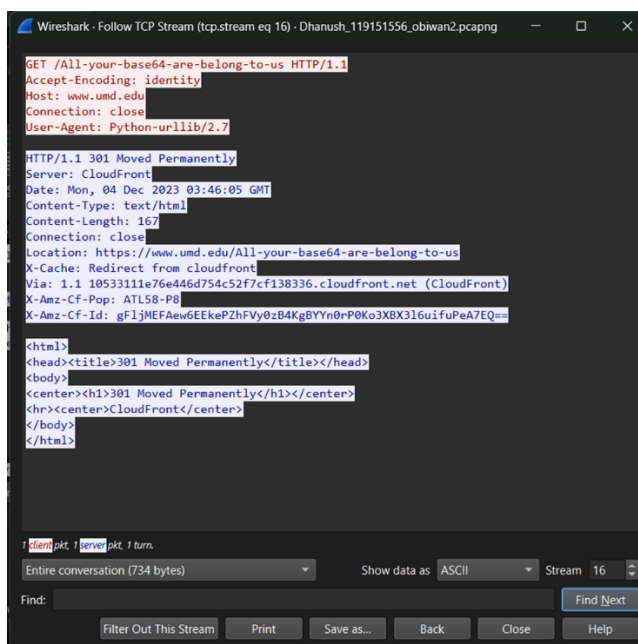 Wireshark · Follow TCP Stream (tcp.stream eq 16) · Dhanush_119151556_obiwan2.pcapng
GET /All-your-base64-are-belong-to-us HTTP/1.1
Accept-Encoding: identity
Host: www.umd.edu
Connection: close
User-Agent: Python-urllib/2.7
HTTP/1.1 301 Moved Permanently
Server: CloudFront
Date: Mon, 04 Dec 2023 03:46:05 GMT
Content-Type: text/html
Content-Length: 167
Connection: close
Location: https://www.umd.edu/All-your-base64-are-belong-to-us
X-Cache: Redirect from cloudfront
Via: 1.1 10533111e76e446d754c52f7cf138336.cloudfront.net (CloudFront)
X-Amz-Cf-Pop: ATL58-P8
X-Amz-Cf-Id: gFljMEFAew6EEkePZhFVy0zB4KgBYYn0rP0Ko3XBX3l6uifuPeA7EQ==
<html>
<head><title>301 Moved Permanently</title></head>
<body>
<center><h1>301 Moved Permanently</h1></center>
<hr><center>CloudFront</center>
</body>
</html>
1 client pkt, 1 server pkt, 1 turn.
Entire conversation (734 bytes) Show data as ASCII Stream 16
Find: Find Next
Filter Out This Stream Print Save as... Back Close Help